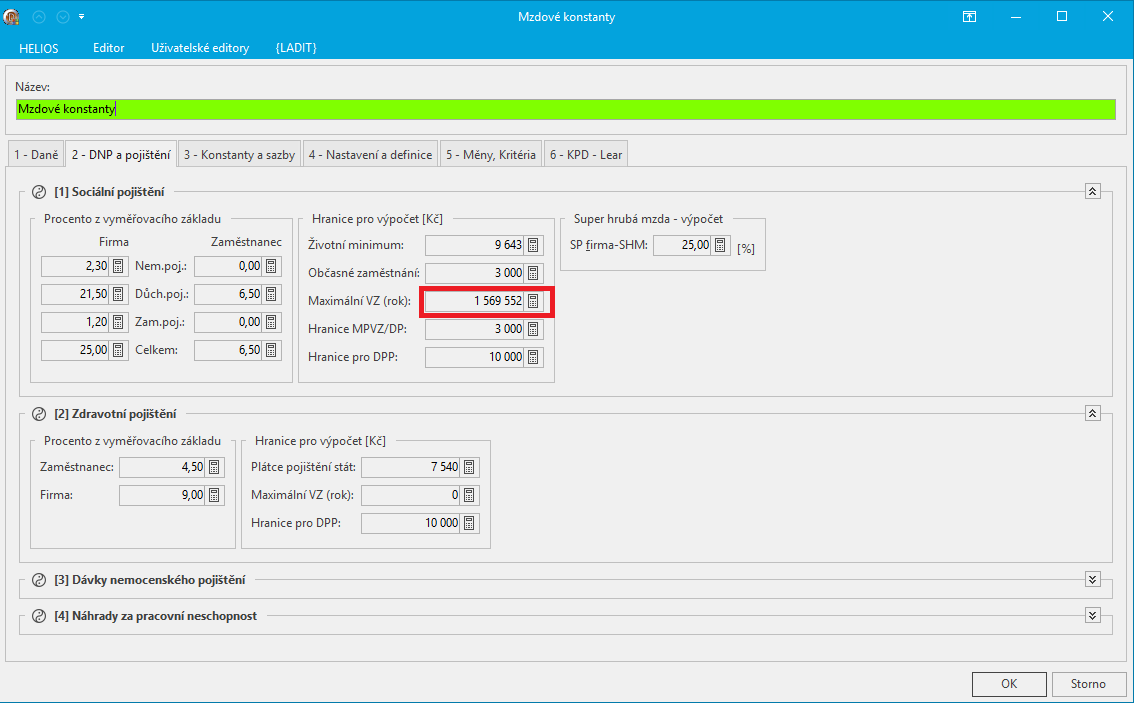 Mzdové konstanty
HELIOS Editor Uživatelské editory {LADIT}
Název:
Mzdové konstanty
1 - Daně 2 - DNP a pojištění 3 - Konstanty a sazby 4 - Nastavení a definice 5 - Měny, Kritéria 6 - KPD - Lear
[1] Sociální pojištění
Procento z vyměřovacího základu
Firma Zaměstnanec
2,30 Nem.poj.: 0,00
21,50 Důch.poj.: 6,50
1,20 Zam.poj.: 0,00
25,00 Celkem: 6,50
Hranice pro výpočet [Kč]
Životní minimum: 9 643
Občasné zaměstnání: 3 000
Maximální VZ (rok): 1 569 552
Hranice MPVZ/DP: 3 000
Hranice pro DPP: 10 000
Super hrubá mzda - výpočet
SP firma-SHM: 25,00 [%]
[2] Zdravotní pojištění
Procento z vyměřovacího základu
Zaměstnanec: 4,50
Firma: 9,00
Hranice pro výpočet [Kč]
Plátce pojištění stát: 7 540
Maximální VZ (rok): 0
Hranice pro DPP: 10 000
[3] Dávky nemocenského pojištění
[4] Náhrady za pracovní neschopnost
OK Storno